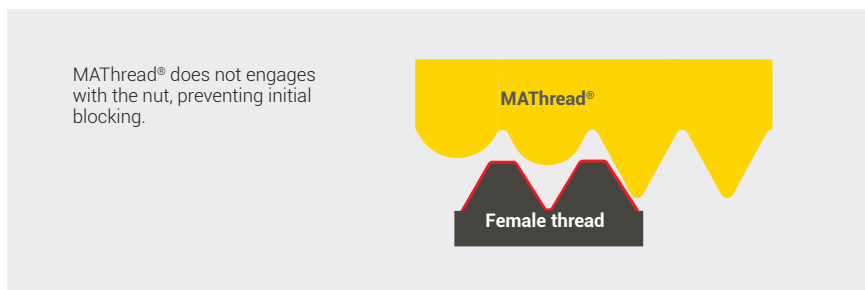 MAThread® does not engages
with the nut, preventing initial
blocking.
MAThread®
Female thread